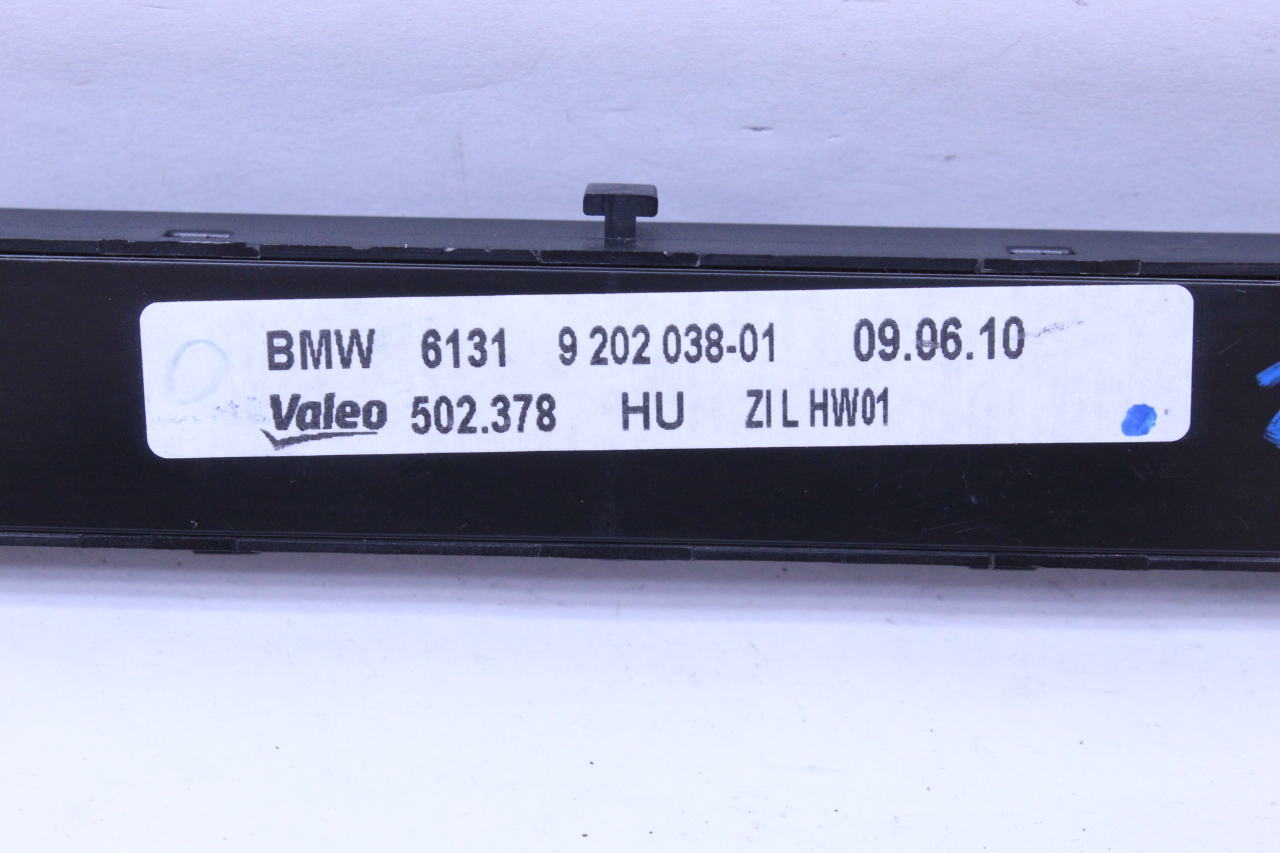 BMW 6131 9 202 038-01 09.06.10
Valeo 502.378 HU ZI L HW01